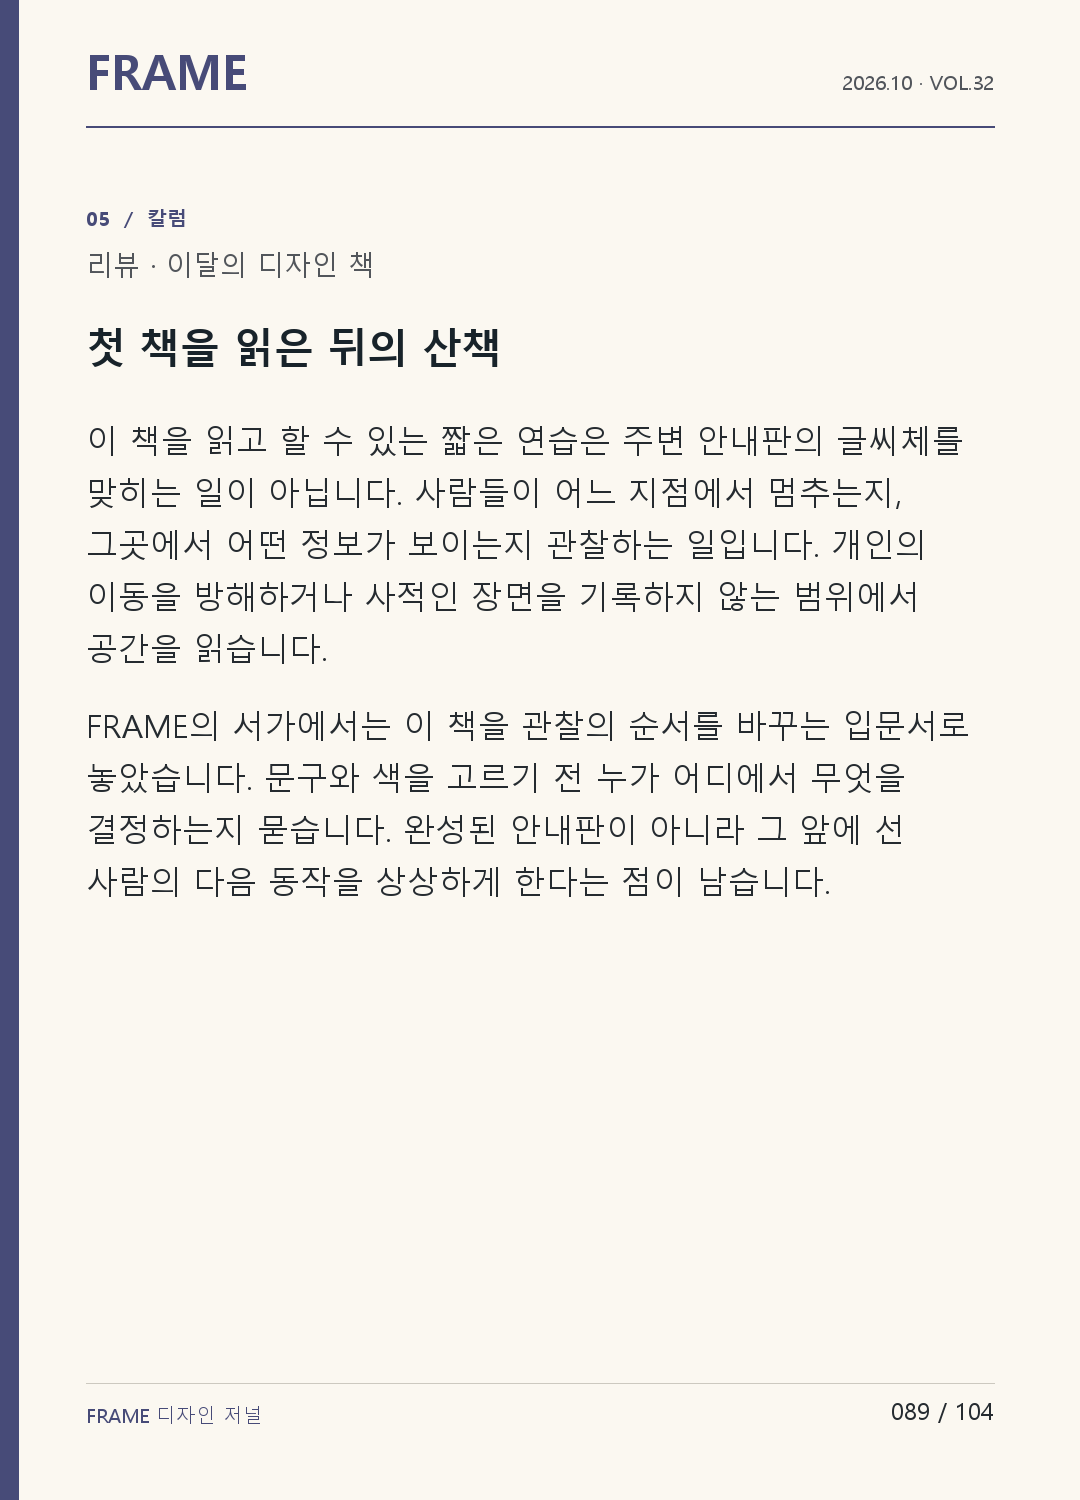 FRAME
2026.10 · VOL.32
05 / 칼럼
리뷰 · 이달의 디자인 책
첫 책을 읽은 뒤의 산책
이 책을 읽고 할 수 있는 짧은 연습은 주변 안내판의 글씨체를
맞히는 일이 아닙니다. 사람들이 어느 지점에서 멈추는지,
그곳에서 어떤 정보가 보이는지 관찰하는 일입니다. 개인의
이동을 방해하거나 사적인 장면을 기록하지 않는 범위에서
공간을 읽습니다.
FRAME의 서가에서는 이 책을 관찰의 순서를 바꾸는 입문서로
놓았습니다. 문구와 색을 고르기 전 누가 어디에서 무엇을
결정하는지 묻습니다. 완성된 안내판이 아니라 그 앞에 선
사람의 다음 동작을 상상하게 한다는 점이 남습니다.
FRAME 디자인 저널
089 / 104